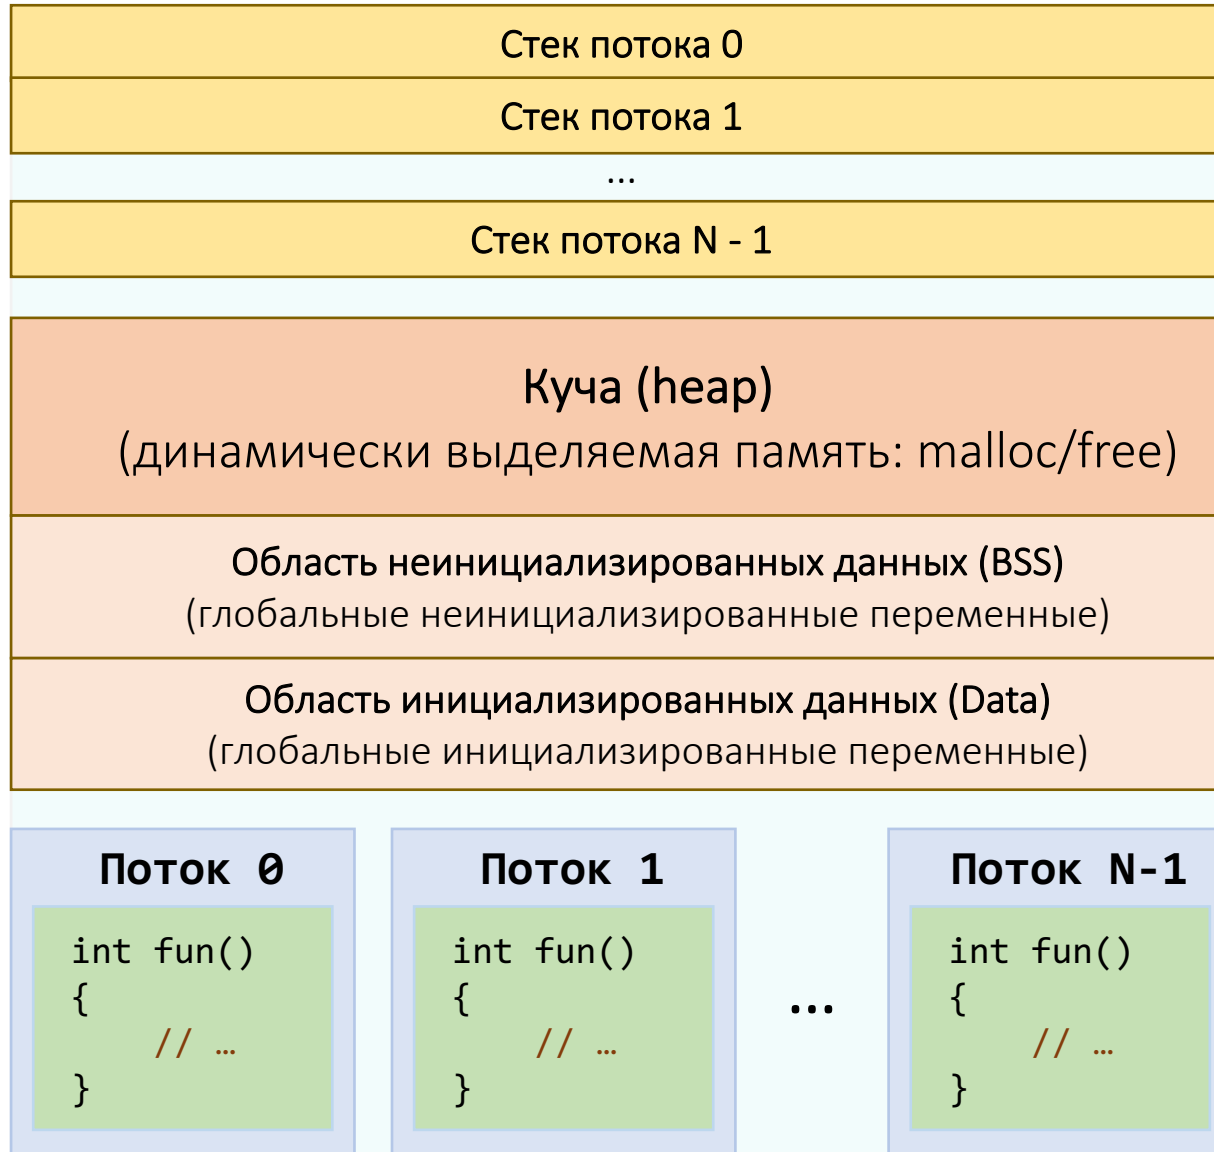 Стек потока 0
Стек потока 1
...
Стек потока N - 1
Куча (heap)
(динамически выделяемая память: malloc/free)
Область неинициализированных данных (BSS)
(глобальные неинициализированные переменные)
Область инициализированных данных (Data)
(глобальные инициализированные переменные)
Поток 0
int fun()
{
// …
}
Поток 1
int fun()
{
// …
}
...
Поток N-1
int fun()
{
// …
}